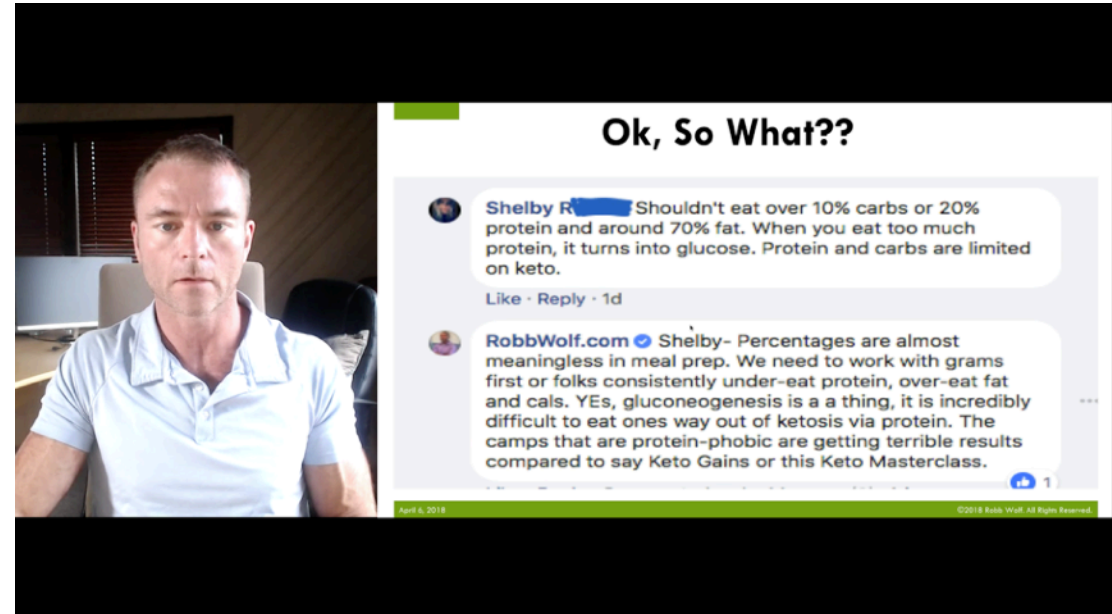 Ok, So What??
Shelby R Shouldn't eat over 10% carbs or 20%
protein and around 70% fat. When you eat too much
protein, it turns into glucose. Protein and carbs are limited
on keto.
Like · Reply · 1d
RobbWolf.com Shelby- Percentages are almost
meaningless in meal prep. We need to work with grams
first or folks consistently under-eat protein, over-eat fat
and cals. YEs, gluconeogenesis is a a thing, it is incredibly
difficult to eat ones way out of ketosis via protein. The
camps that are protein-phobic are getting terrible results
compared to say Keto Gains or this Keto Masterclass.
1
April 6, 2018
©2018 Robb Wolf. All Rights Reserved.